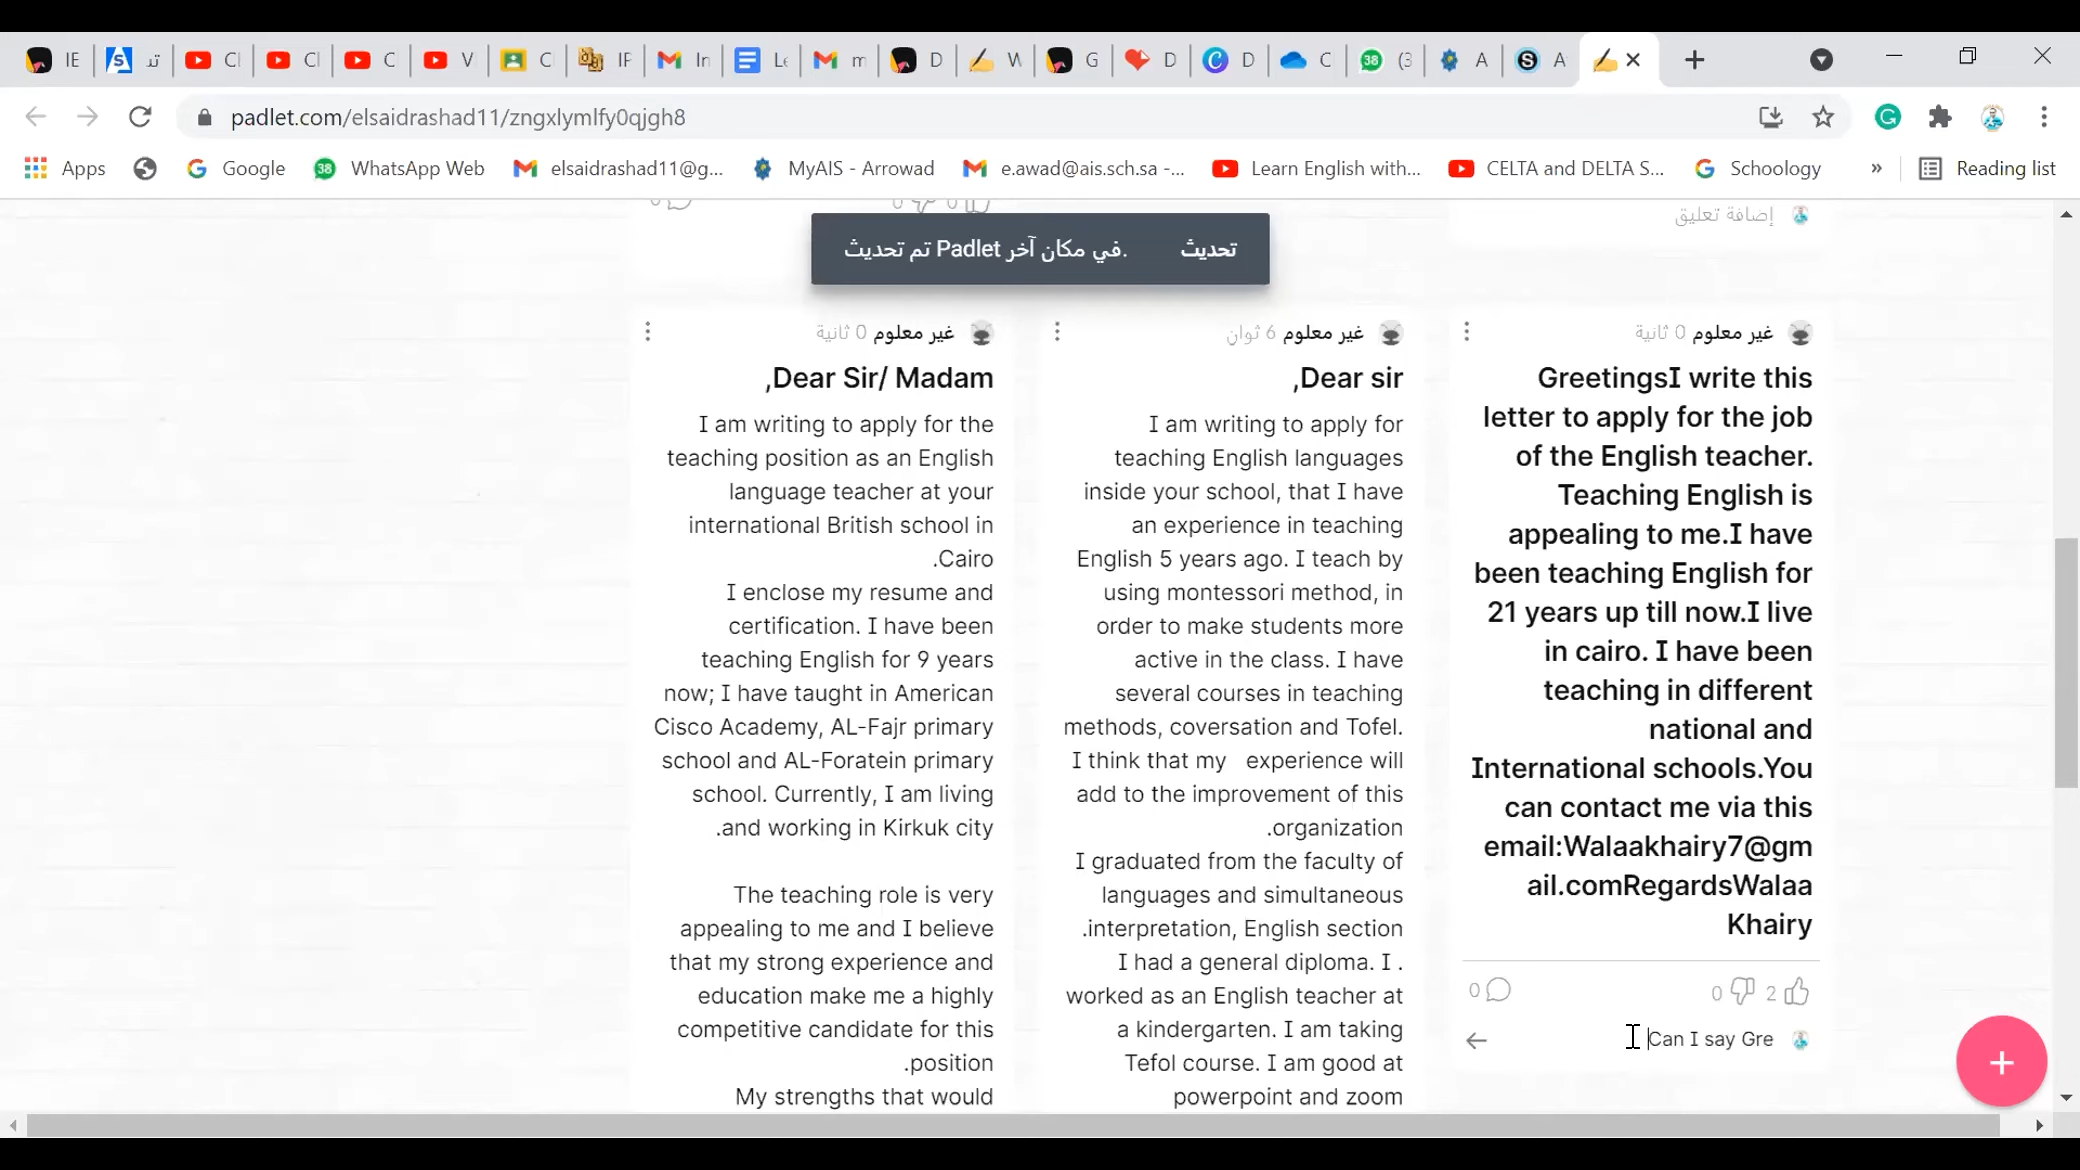 IE
تد
Cl
Cl
C
V
C
IP
In
Le
m
D
W
G
D
D
C
(3
A
A
padlet.com/elsaidrashad11/zngxlymlfy0qjgh8
Apps
Google
38
WhatsApp Web
elsaidrashad11@g...
MyAIS - Arrowad
e.awad@ais.sch.sa -...
Learn English with...
CELTA and DELTA S...
Schoology
»
Reading list
0
0
0
إضافة تعليق
تم تحديث Padlet في مكان آخر.
تحديث
غير معلوم 0 ثانية
,Dear Sir/ Madam
I am writing to apply for the
teaching position as an English
language teacher at your
international British school in
.Cairo
I enclose my resume and
certification. I have been
teaching English for 9 years
now; I have taught in American
Cisco Academy, AL-Fajr primary
school and AL-Foratein primary
school. Currently, I am living
.and working in Kirkuk city
The teaching role is very
appealing to me and I believe
that my strong experience and
education make me a highly
competitive candidate for this
.position
My strengths that would
غير معلوم 6 ثوان
,Dear sir
I am writing to apply for
teaching English languages
inside your school, that I have
an experience in teaching
English 5 years ago. I teach by
using montessori method, in
order to make students more
active in the class. I have
several courses in teaching
methods, coversation and Tofel.
I think that my experience will
add to the improvement of this
.organization
I graduated from the faculty of
languages and simultaneous
.interpretation, English section
I had a general diploma. I .
worked as an English teacher at
a kindergarten. I am taking
Tefol course. I am good at
powerpoint and zoom
غير معلوم 0 ثانية
GreetingsI write this
letter to apply for the job
of the English teacher.
Teaching English is
appealing to me.I have
been teaching English for
21 years up till now.I live
in cairo. I have been
teaching in different
national and
International schools.You
can contact me via this
email:Walaakhairy7@gm
ail.comRegardsWalaa
Khairy
0
0
2
Can I say Gre